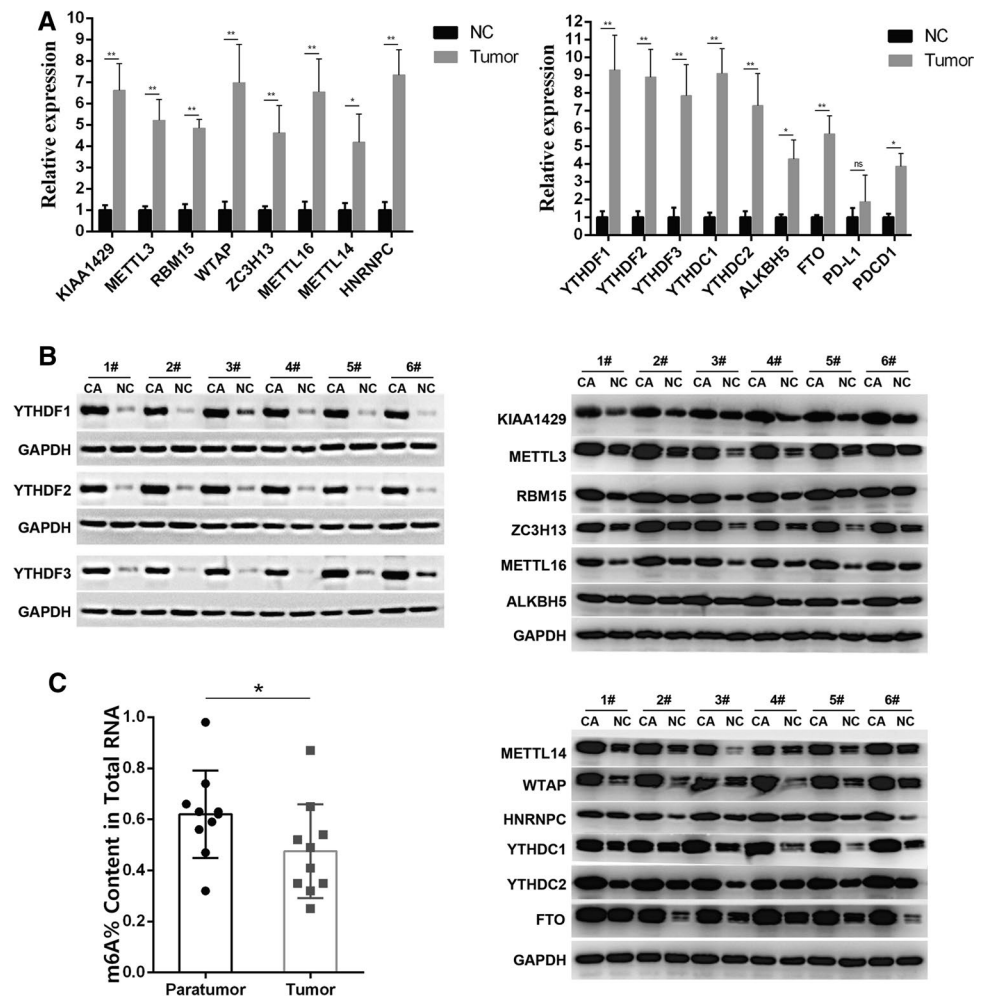 A
Relative expression
10
9
8
7
6
5
4
3
2
1
0
** ** ** ** ** ** * **
NC
Tumor
KIAA1429 METTL3 RBM15 WTAP ZC3H13 METTL16 METTL14 HNRNPC
Relative expression
12
11
10
9
8
7
6
5
4
3
2
1
0
** ** ** ** ** * ** ns *
NC
Tumor
YTHDF1 YTHDF2 YTHDF3 YTHDC1 YTHDC2 ALKBH5 FTO PD-L1 PDCD1
B
1# 2# 3# 4# 5# 6#
CA NC CA NC CA NC CA NC CA NC CA NC
YTHDF1
GAPDH
YTHDF2
GAPDH
YTHDF3
GAPDH
1# 2# 3# 4# 5# 6#
CA NC CA NC CA NC CA NC CA NC CA NC
KIAA1429
METTL3
RBM15
ZC3H13
METTL16
ALKBH5
GAPDH
C
*
m6A% Content in Total RNA
1.0
0.8
0.6
0.4
0.2
0.0
Paratumor Tumor
1# 2# 3# 4# 5# 6#
CA NC CA NC CA NC CA NC CA NC CA NC
METTL14
WTAP
HNRNPC
YTHDC1
YTHDC2
FTO
GAPDH